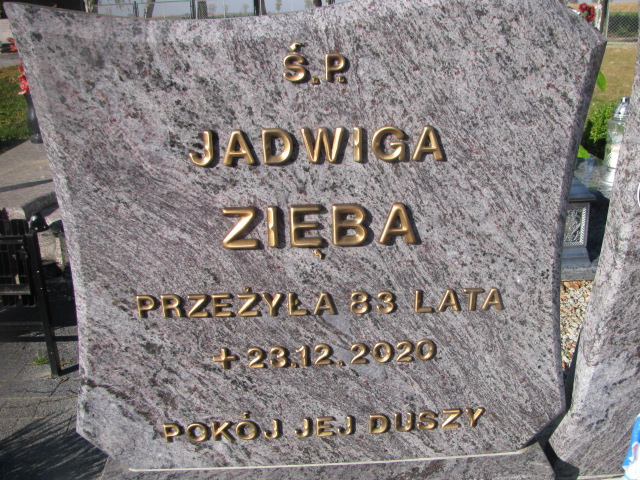 Ś.P.
JADWIGA
ZIĘBA
PRZEŻYŁA 83 LATA
+ 23.12.2020
POKÓJ JEJ DUSZY